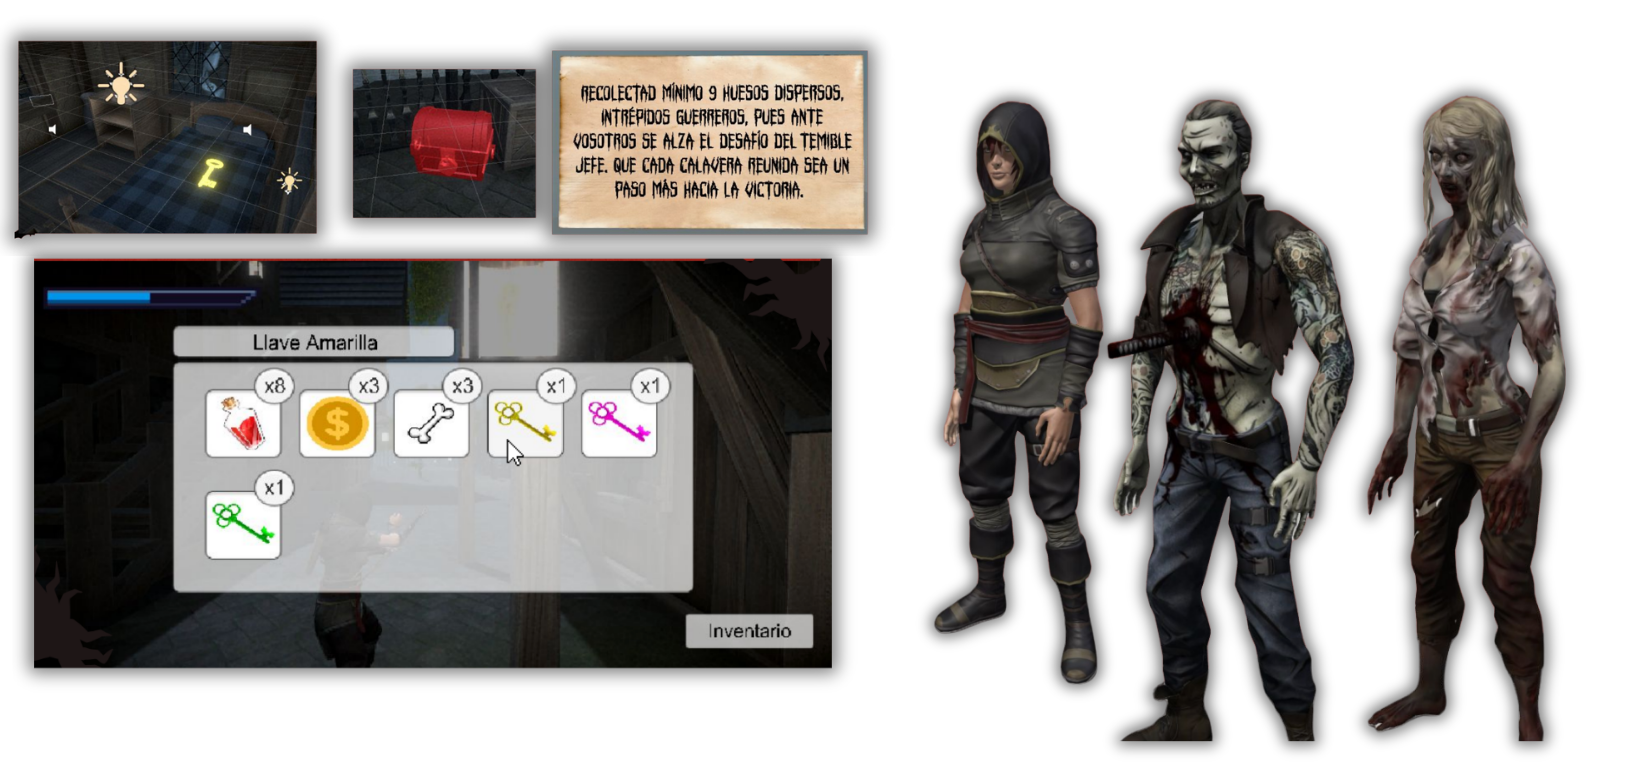 RECOLECTAD MÍNIMO 9 HUESOS DISPERSOS,
INTRÉPIDOS GUERREROS, PUES ANTE
VOSOTROS SE ALZA EL DESAFÍO DEL TEMIBLE
JEFE. QUE CADA CALAVERA REUNIDA SEA UN
PASO MÁS HACIA LA VICTORIA.
Llave Amarilla
x8 x3 x3 x1 x1
$
x1
Inventario